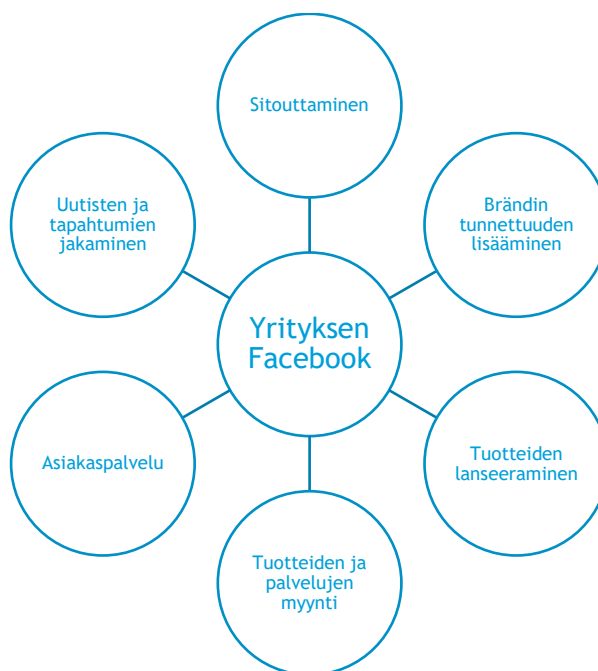 Sitouttaminen
Uutisten ja
tapahtumien
jakaminen
Brändin
tunnettuuden
lisääminen
Yrityksen
Facebook
Asiakaspalvelu
Tuotteiden
lanseeraminen
Tuotteiden ja
palvelujen
myynti